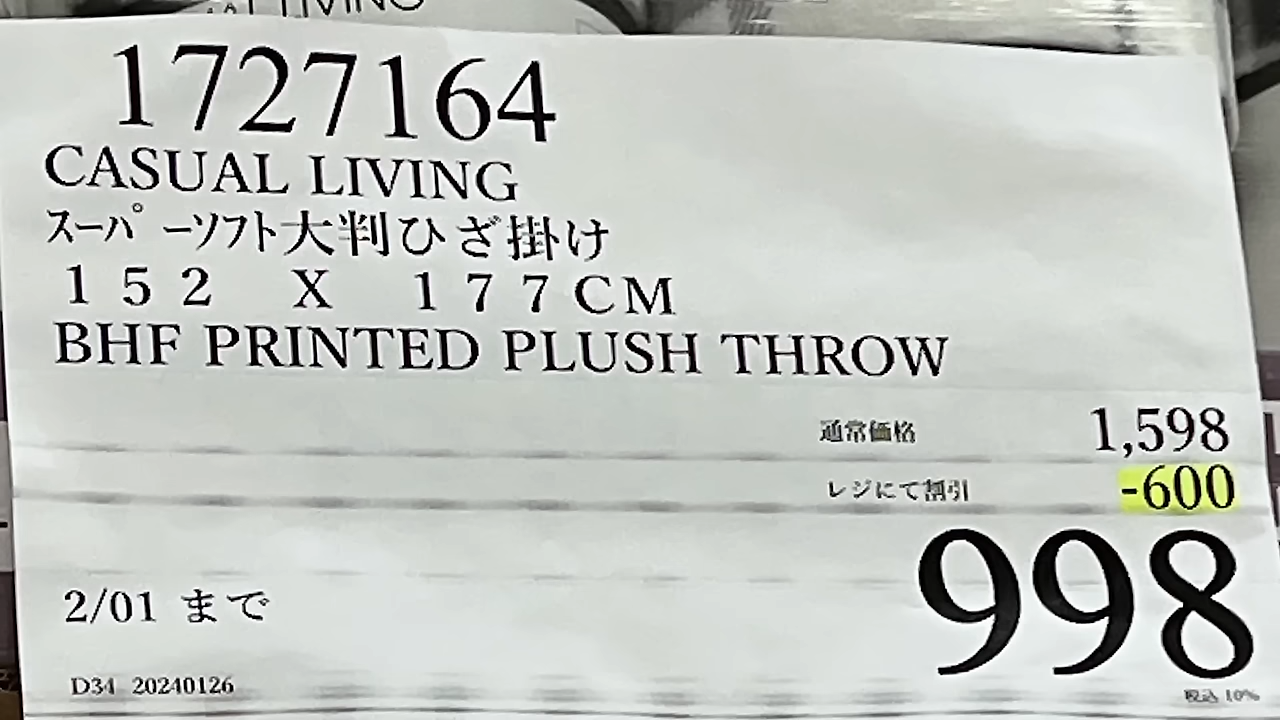 LIVING
1727164
CASUAL LIVING
スーパーソフト大判ひざ掛け
152 X 177CM
BHF PRINTED PLUSH THROW
通常価格 1,598
レジにて割引 -600
998
2/01 まで
D34 20240126
税込 10%